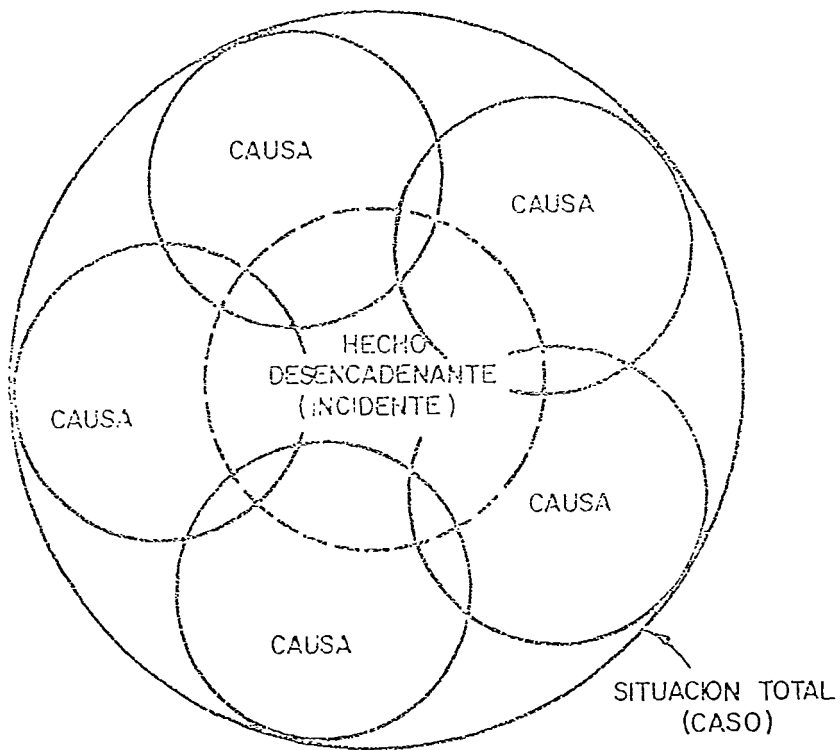 CAUSA
CAUSA
HECHO
DESENCADENANTE
(INCIDENTE)
CAUSA
CAUSA
CAUSA
SITUACION TOTAL
(CASO)